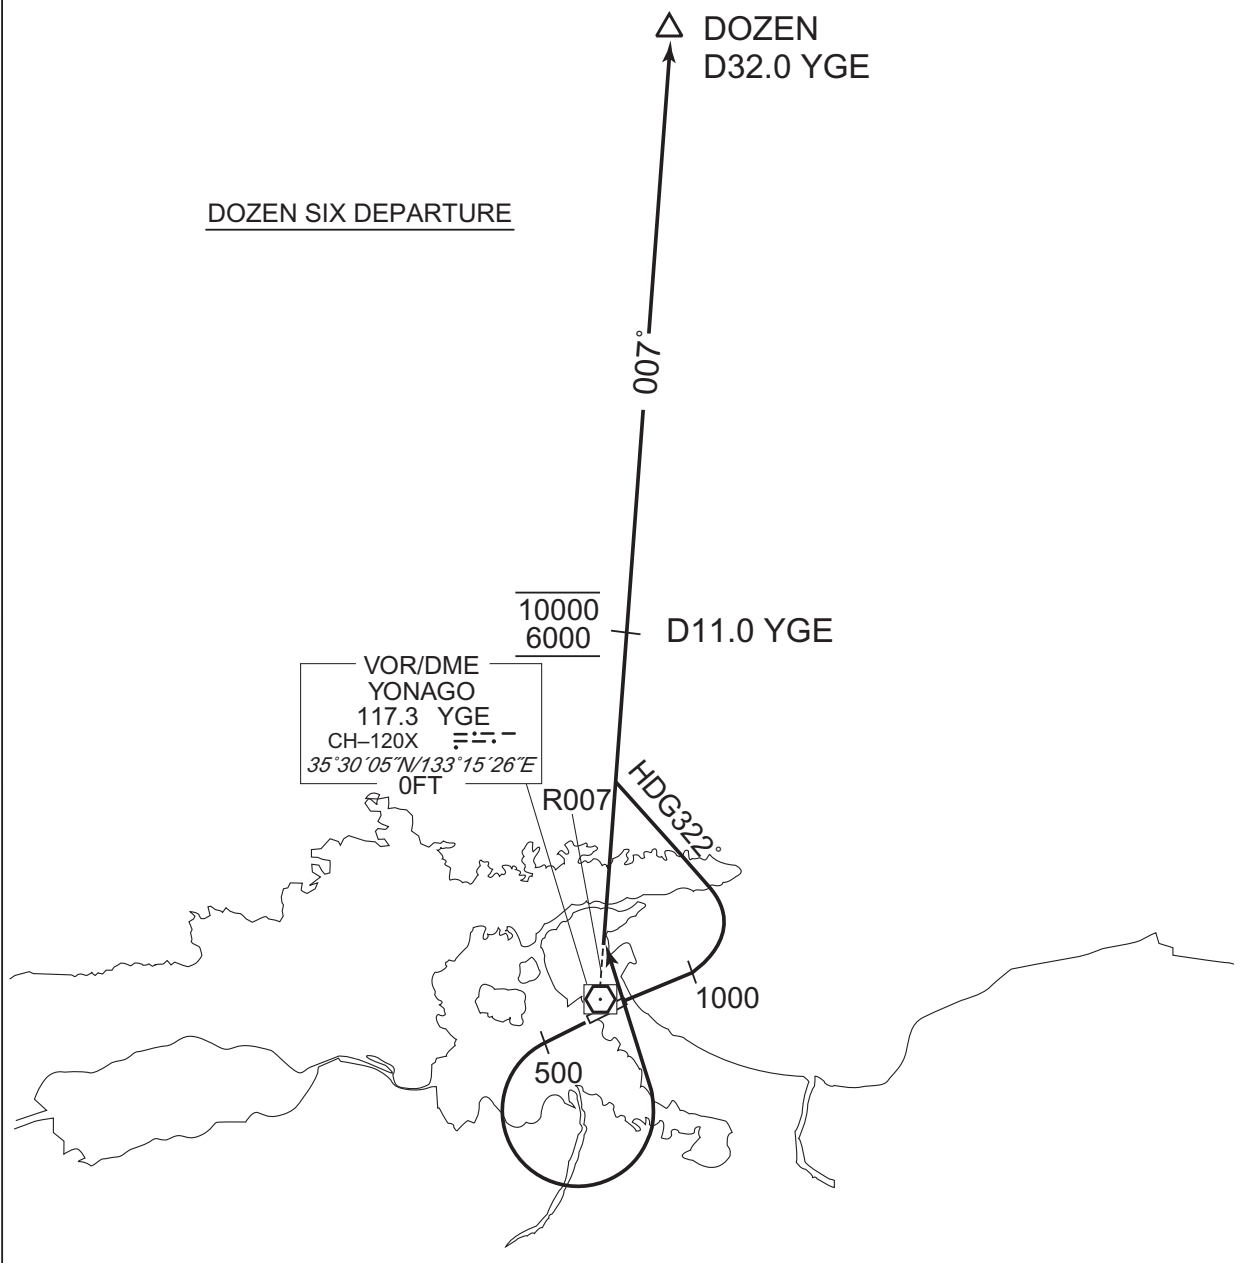 DOZEN
D32.0 YGE
DOZEN SIX DEPARTURE
007°
10000
6000
D11.0 YGE
VOR/DME
YONAGO
117.3 YGE
CH–120X
35°30´05˝N/133°15´26˝E
0FT
R007
HDG322°
1000
500